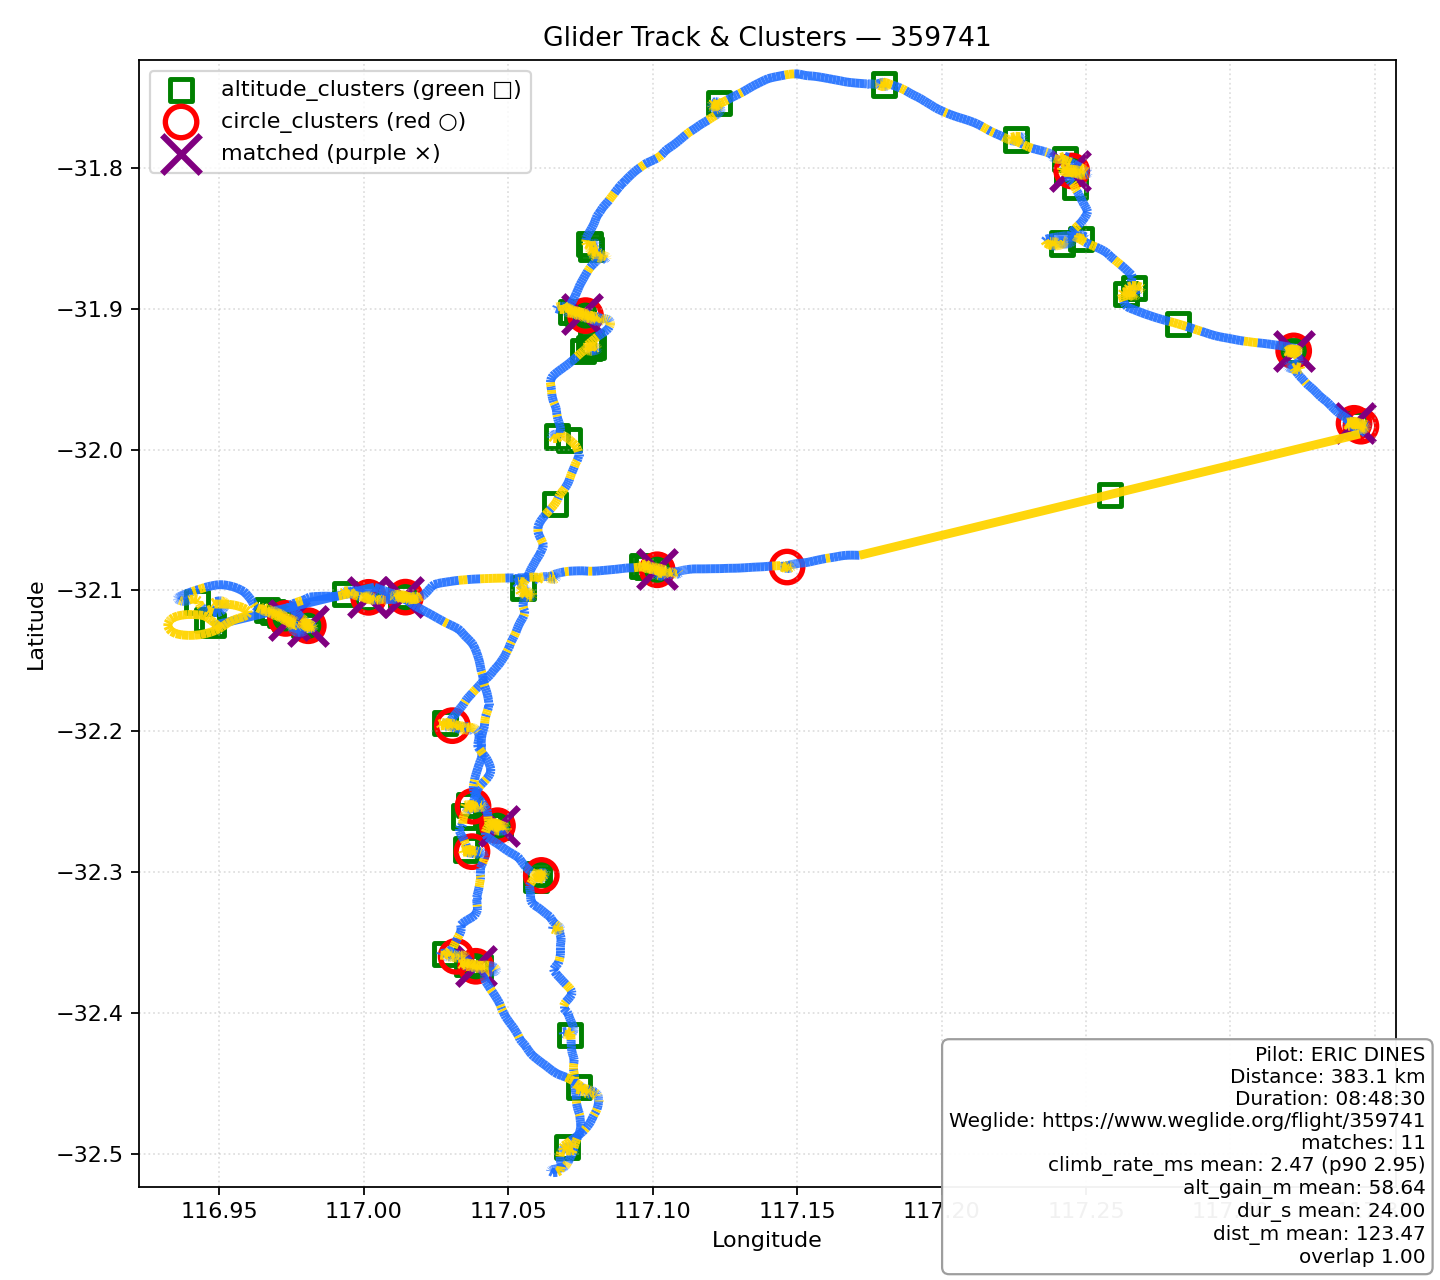 Glider Track & Clusters — 359741
altitude_clusters (green □)
circle_clusters (red ○)
matched (purple ×)
−31.8
−31.9
−32.0
−32.1
−32.2
−32.3
−32.4
−32.5
Latitude
116.95
117.00
117.05
117.10
117.15
117.20
117.25
Longitude
Pilot: ERIC DINES
Distance: 383.1 km
Duration: 08:48:30
Weglide: https://www.weglide.org/flight/359741
matches: 11
climb_rate_ms mean: 2.47 (p90 2.95)
alt_gain_m mean: 58.64
dur_s mean: 24.00
dist_m mean: 123.47
overlap 1.00